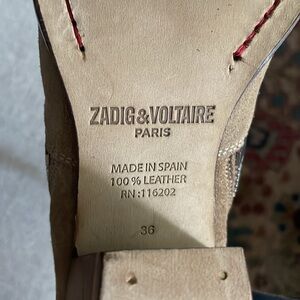 ZADIG&VOLTAIRE
PARIS
MADE IN SPAIN
100 % LEATHER
RN :116202
36